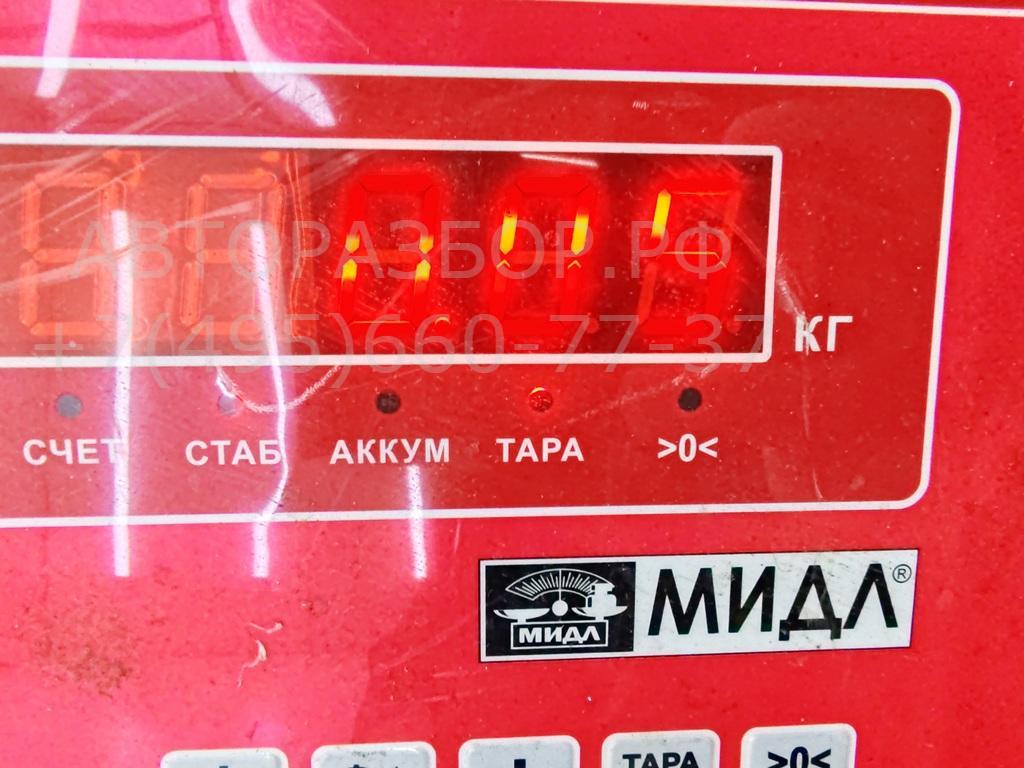 АВТОРАЗБОР.РФ
+7(495)660-77-37
КГ
СЧЕТ СТАБ АККУМ ТАРА >0<
МИДЛ МИДЛ®
ТАРА >0<